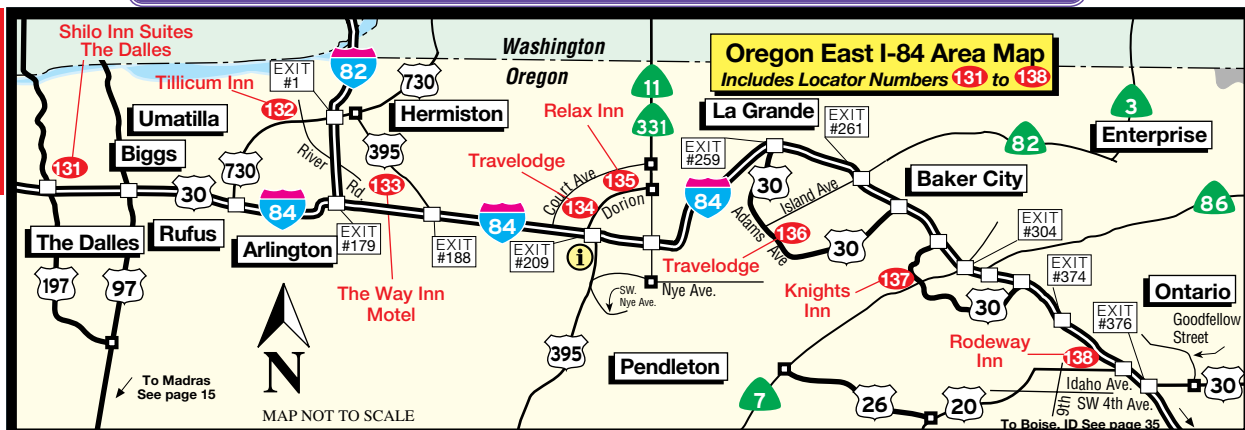 Shilo Inn Suites
The Dalles
Tillicum Inn
EXIT
#1
82
730
Washington
Oregon
Oregon East I-84 Area Map
Includes Locator Numbers 131 to 138
11
331
3
132
Hermiston
Relax Inn
La Grande
EXIT
#261
Umatilla
Biggs
131
730
River
Rd.
395
133
Travelodge
134
Court Ave
135
Dorion
EXIT
#259
30
82
Enterprise
Baker City
86
30
84
Island Ave
Adams Ave
136
30
The Dalles
Rufus
Arlington
84
EXIT
#179
EXIT
#188
84
EXIT
#209
i
Travelodge
EXIT
#304
EXIT
#374
197
97
The Way Inn
Motel
SW.
Nye Ave.
Nye Ave.
Knights
Inn
137
30
Ontario
EXIT
#376
Goodfellow
Street
N
395
Pendleton
Rodeway
Inn
138
To Madras
See page 15
MAP NOT TO SCALE
7
26
20
9th
Idaho Ave.
SW 4th Ave.
30
To Boise, ID See page 35